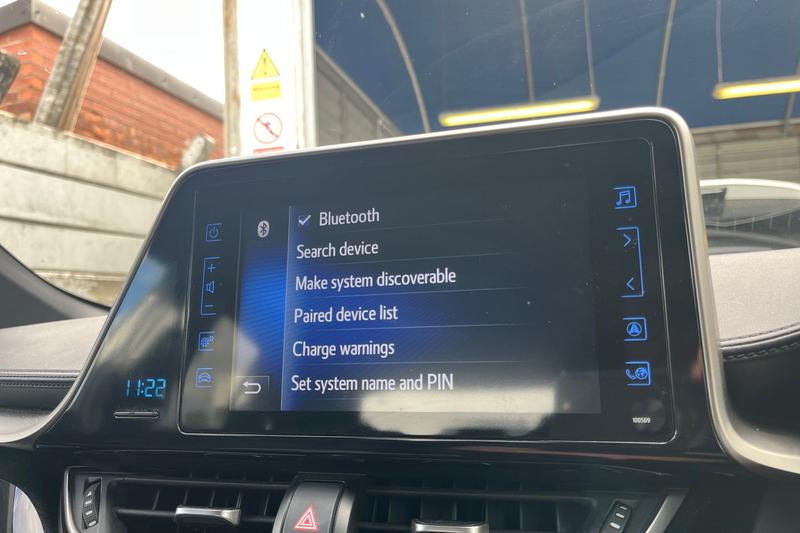 Bluetooth
Search device
Make system discoverable
Paired device list
Charge warnings
Set system name and PIN
11:22
100509